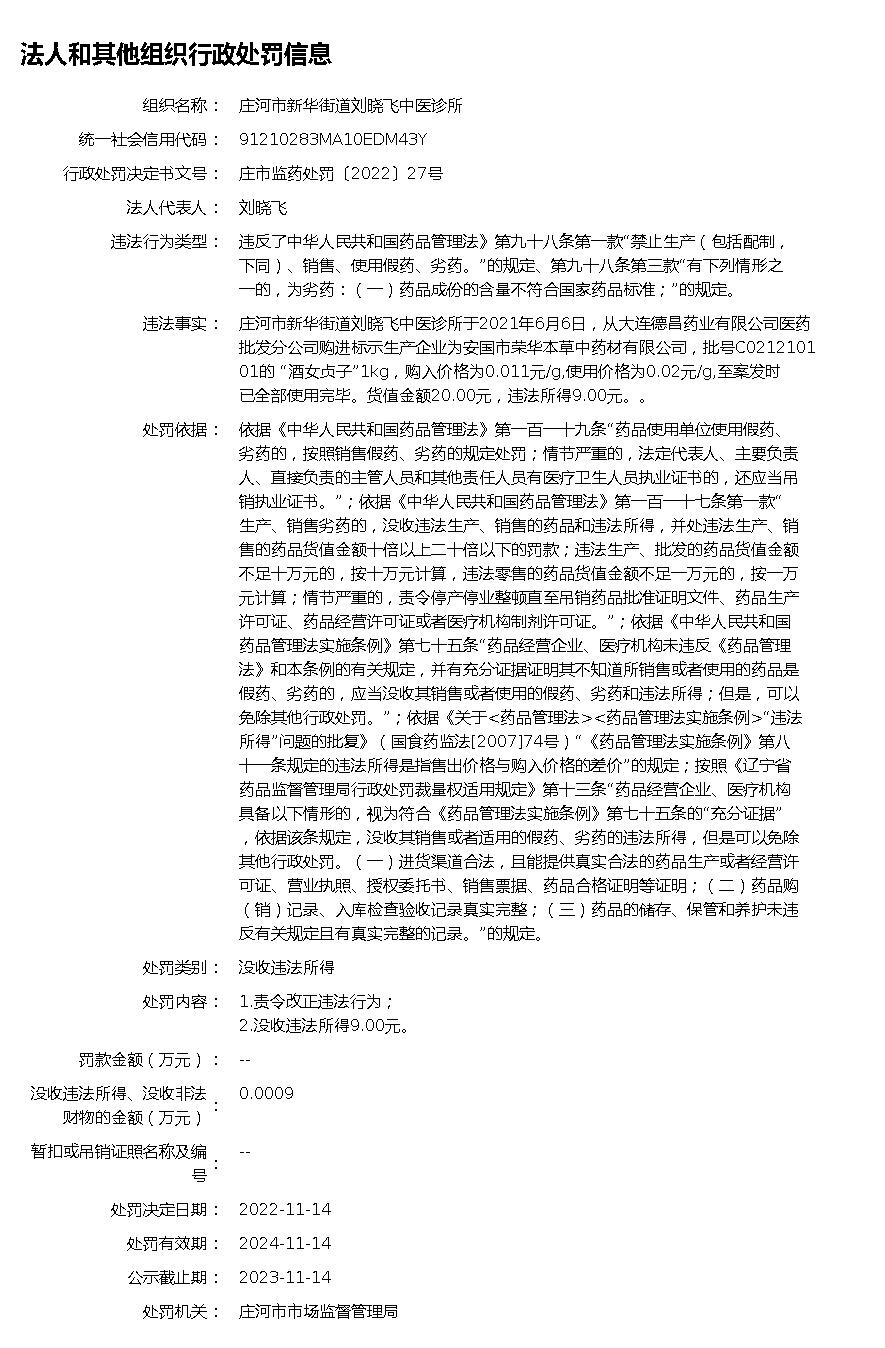 法人和其他组织行政处罚信息
组织名称： 庄河市新华街道刘晓飞中医诊所
统一社会信用代码： 91210283MA10EDM43Y
行政处罚决定书文号： 庄市监药处罚〔2022〕27号
法人代表人： 刘晓飞
违法行为类型： 违反了中华人民共和国药品管理法》第九十八条第一款“禁止生产（包括配制，
下同）、销售、使用假药、劣药。”的规定、第九十八条第三款“有下列情形之
一的，为劣药：（一）药品成份的含量不符合国家药品标准；”的规定。
违法事实： 庄河市新华街道刘晓飞中医诊所于2021年6月6日，从大连德昌药业有限公司医药
批发分公司购进标示生产企业为安国市荣华本草中药材有限公司，批号C0212101
01的 “酒女贞子”1kg，购入价格为0.011元/g,使用价格为0.02元/g,至案发时
已全部使用完毕。货值金额20.00元，违法所得9.00元。。
处罚依据： 依据《中华人民共和国药品管理法》第一百一十九条“药品使用单位使用假药、
劣药的，按照销售假药、劣药的规定处罚；情节严重的，法定代表人、主要负责
人、直接负责的主管人员和其他责任人员有医疗卫生人员执业证书的，还应当吊
销执业证书。”；依据《中华人民共和国药品管理法》第一百一十七条第一款“
生产、销售劣药的，没收违法生产、销售的药品和违法所得，并处违法生产、销
售的药品货值金额十倍以上二十倍以下的罚款；违法生产、批发的药品货值金额
不足十万元的，按十万元计算，违法零售的药品货值金额不足一万元的，按一万
元计算；情节严重的，责令停产停业整顿直至吊销药品批准证明文件、药品生产
许可证、药品经营许可证或者医疗机构制剂许可证。”；依据《中华人民共和国
药品管理法实施条例》第七十五条“药品经营企业、医疗机构未违反《药品管理
法》和本条例的有关规定，并有充分证据证明其不知道所销售或者使用的药品是
假药、劣药的，应当没收其销售或者使用的假药、劣药和违法所得；但是，可以
免除其他行政处罚。”；依据《关于<药品管理法><药品管理法实施条例>“违法
所得”问题的批复》（国食药监法[2007]74号）“《药品管理法实施条例》第八
十一条规定的违法所得是指售出价格与购入价格的差价”的规定；按照《辽宁省
药品监督管理局行政处罚裁量权适用规定》第十三条“药品经营企业、医疗机构
具备以下情形的，视为符合《药品管理法实施条例》第七十五条的“充分证据”
，依据该条规定，没收其销售或者适用的假药、劣药的违法所得，但是可以免除
其他行政处罚。（一）进货渠道合法，且能提供真实合法的药品生产或者经营许
可证、营业执照、授权委托书、销售票据、药品合格证明等证明；（二）药品购
（销）记录、入库检查验收记录真实完整；（三）药品的储存、保管和养护未违
反有关规定且有真实完整的记录。”的规定。
处罚类别： 没收违法所得
处罚内容： 1.责令改正违法行为；
2.没收违法所得9.00元。
罚款金额（万元）： --
没收违法所得、没收非法
财物的金额（万元）： 0.0009
暂扣或吊销证照名称及编
号： --
处罚决定日期： 2022-11-14
处罚有效期： 2024-11-14
公示截止期： 2023-11-14
处罚机关： 庄河市市场监督管理局